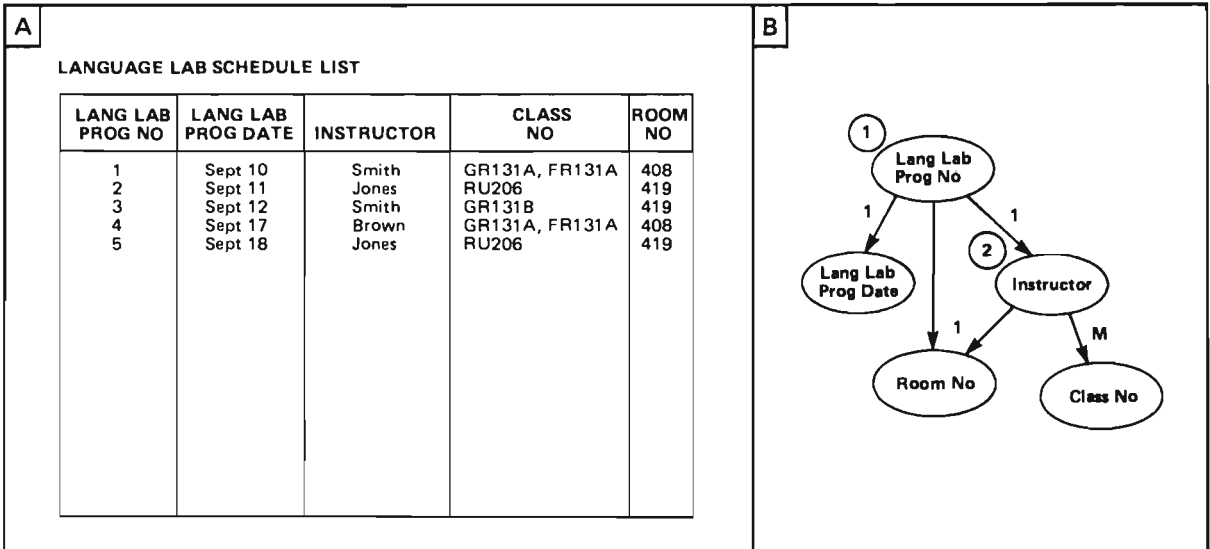 A
LANGUAGE LAB SCHEDULE LIST
LANG LAB PROG NO LANG LAB PROG DATE INSTRUCTOR CLASS NO ROOM NO
1 Sept 10 Smith GR131A, FR131A 408
2 Sept 11 Jones RU206 419
3 Sept 12 Smith GR131B 419
4 Sept 17 Brown GR131A, FR131A 408
5 Sept 18 Jones RU206 419
B
1
Lang Lab
Prog No
1
1
2
Lang Lab
Prog Date
Instructor
1
M
Room No
Class No